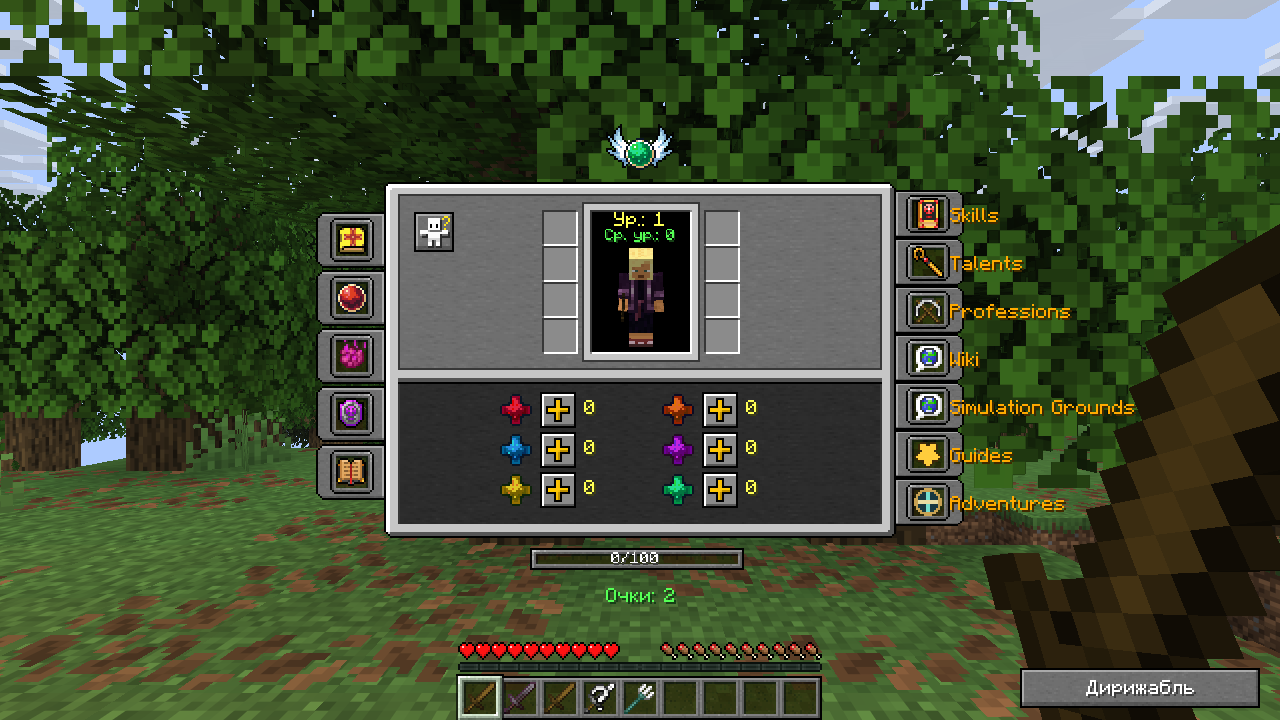 Ур.: 1
Ср. ур.: 0
Skills
Talents
Professions
Wiki
Simulation Grounds
Guides
Adventures
0 0
0 0
0 0
0/100
Очки: 2
Дирижабль